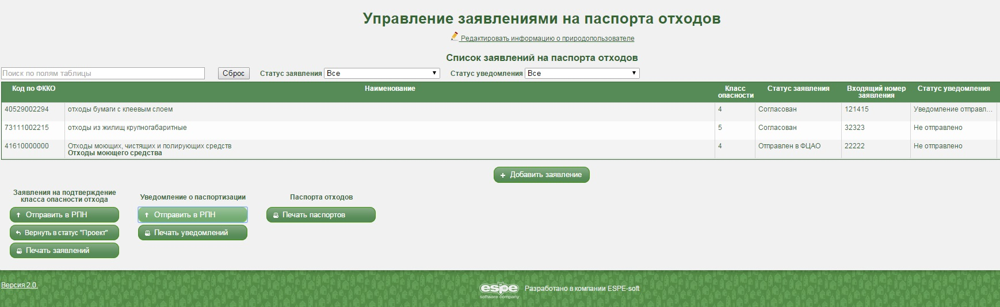 Управление заявлениями на паспорта отходов
Редактировать информацию о природопользователе
Список заявлений на паспорта отходов
Поиск по полям таблицы Сброс Статус заявления Все Статус уведомления Все
Код по ФККО Наименование Класс опасности Статус заявления Входящий номер заявления Статус уведомления
40529002294 отходы бумаги с клеевым слоем 4 Согласован 121415 Уведомление отправл...
73111002215 отходы из жилищ крупногабаритные 5 Согласован 32323 Не отправлено
41610000000 Отходы моющих, чистящих и полирующих средств 4 Отправлен в ФЦАО 22222 Не отправлено
Отходы моющего средства
+ Добавить заявление
Заявления на подтверждение
класса опасности отхода
Отправить в РПН
Вернуть в статус "Проект"
Печать заявлений
Уведомление о паспортизации
Отправить в РПН
Печать уведомлений
Паспорта отходов
Печать паспортов
Версия 2.0.
espe
software company
Разработано в компании ESPE-soft